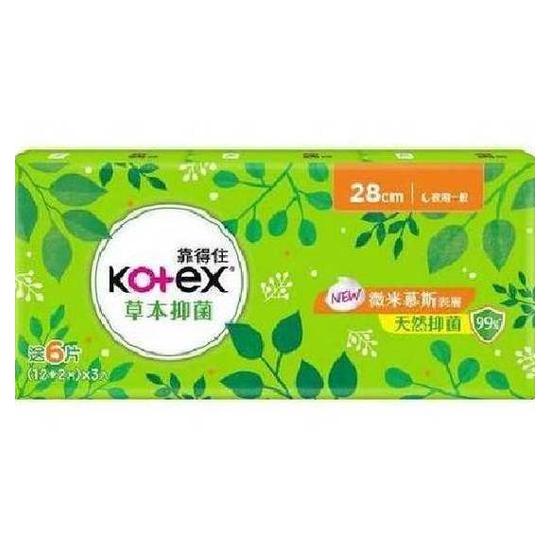 28cm 夜用一般
靠得住
Kotex
草本抑菌
NEW 微米慕斯表層
天然抑菌 99%
送6片
(12+2片)×3入